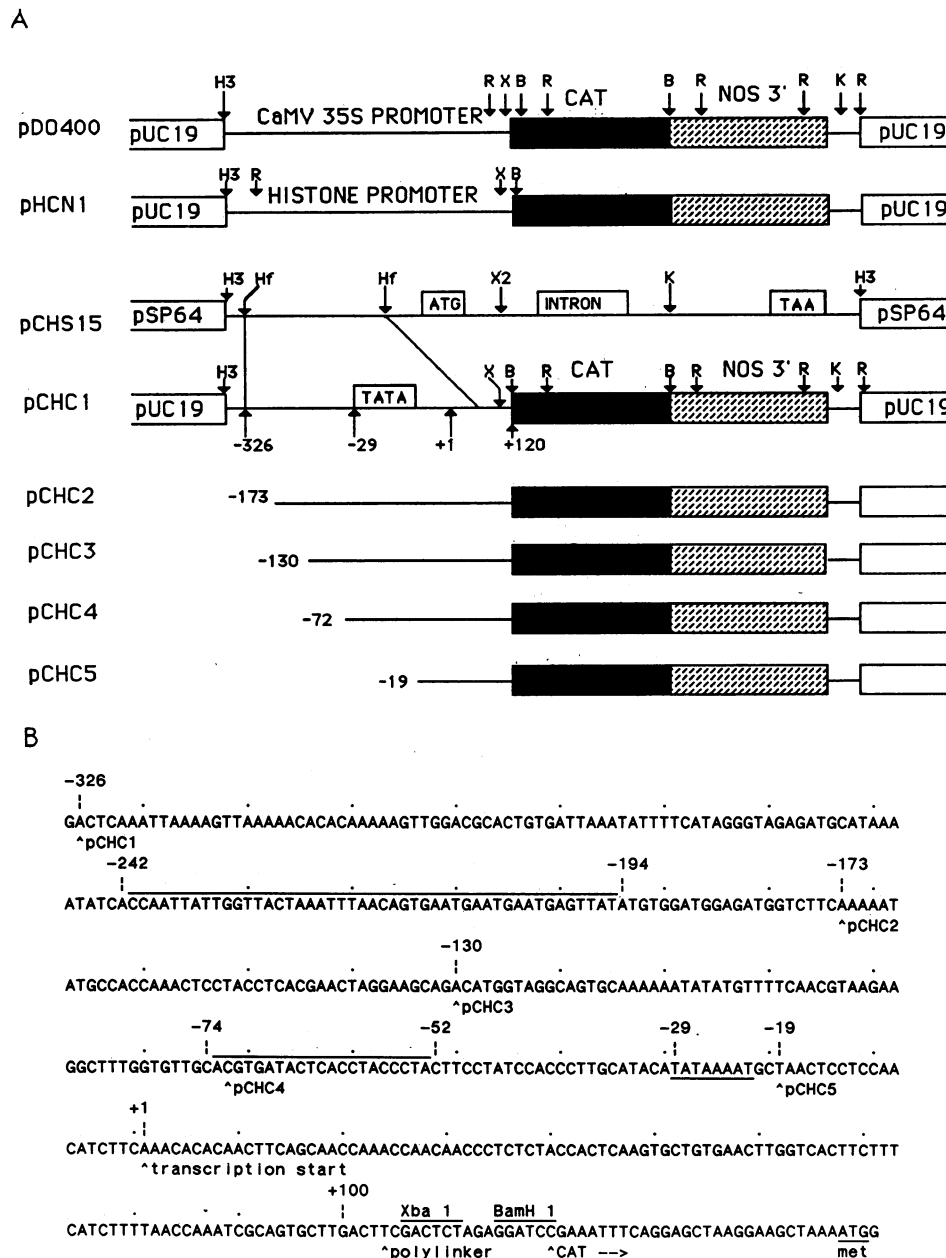 A
H3 R X B R CAT B R NOS 3' R K R
pDO400 pUC19 CaMV 35S PROMOTER pUC19
H3 R X B
pHCN1 pUC19 HISTONE PROMOTER pUC19
H3 Hf Hf X2 K H3
pCHS15 pSP64 ATG INTRON TAA pSP64
H3 X B R CAT B R NOS 3' R K R
pCHC1 pUC19 TATA pUC19
-326 -29 +1 +120
pCHC2 -173
pCHC3 -130
pCHC4 -72
pCHC5 -19
B
-326
GACTCAAATTAAAAGTTAAAAACACACAAAAAGTTGGACGCACTGTGATTAAATATTTTCATAGGGTAGAGATGCATAAA
^pCHC1
-242 -194 -173
ATATCACCAATTATTGGTTACTAAATTTAACAGTGAATGAATGAATGAGTTATATGTGGATGGAGATGGTCTTCAAAAAT
^pCHC2
-130
ATGCCACCAAACTCCTACCTCACGAACTAGGAAGCAGACATGGTAGGCAGTGCAAAAAATATATGTTTTCAACGTAAGAA
^pCHC3
-74 -52 -29 -19
GGCTTTGGTGTTGCACGTGATACTCACCTACCCTACTTCCTATCCACCCTTGCATACATATAAAATGCTAACTCCTCCAA
^pCHC4 ^pCHC5
+1
CATCTTCAAACACACAACTTCAGCAACCAAACCAACAACCCTCTCTACCACTCAAGTGCTGTGAACTTGGTCACTTCTTT
^transcription start
+100 Xba 1 BamH 1
CATCTTTTAACCAAATCGCAGTGCTTGACTTCGACTCTAGAGGATCCGAAATTTCAGGAGCTAAGGAAGCTAAAATGG
^polylinker ^CAT --> met